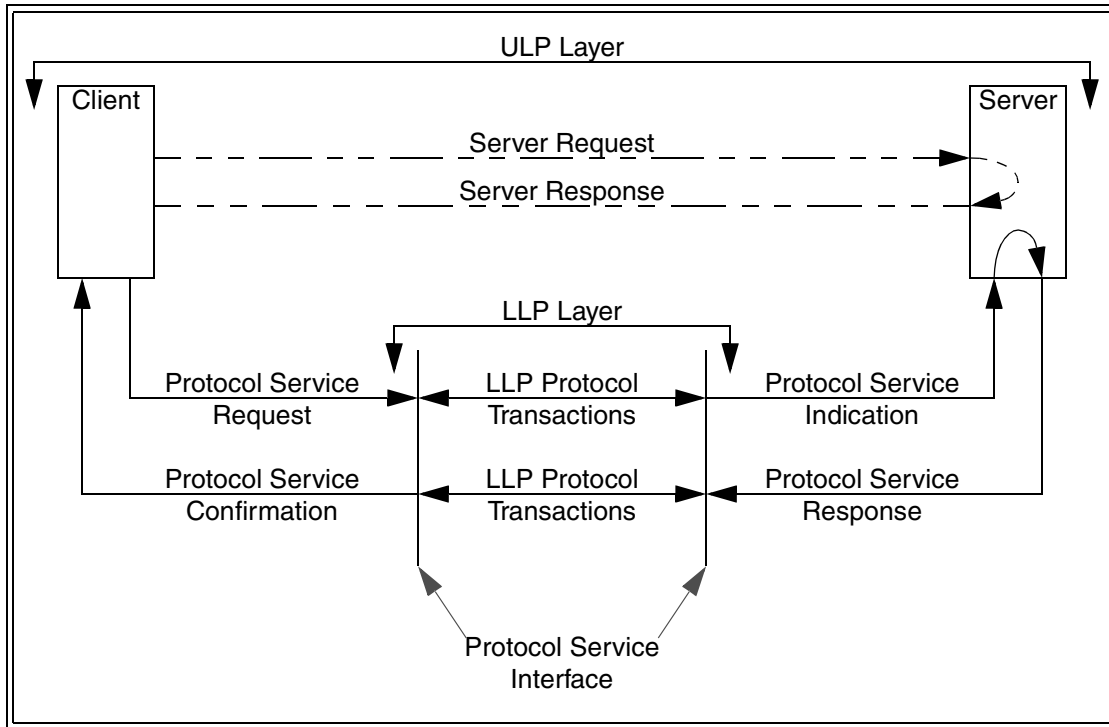 ULP Layer
Client
Server
Server Request
Server Response
LLP Layer
Protocol Service
Request
LLP Protocol
Transactions
Protocol Service
Indication
Protocol Service
Confirmation
LLP Protocol
Transactions
Protocol Service
Response
Protocol Service
Interface